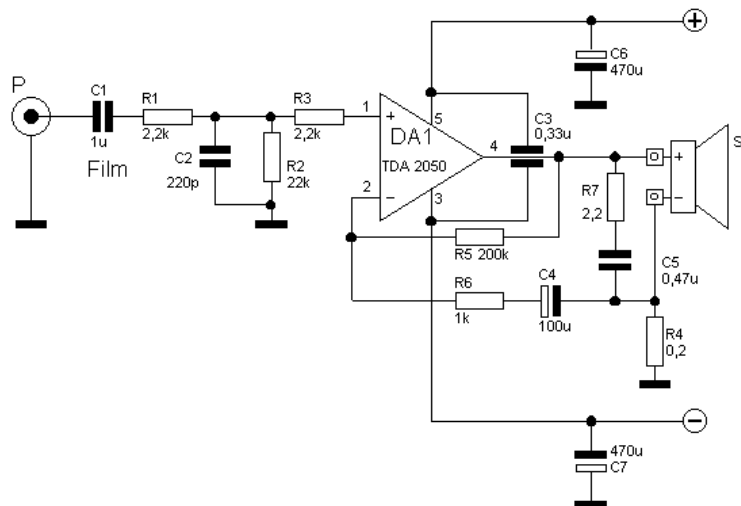 P
C1
1u
Film
R1
2,2k
C2
220p
R2
22k
R3
2,2k
1
+
DA1
TDA 2050
2
−
5
4
3
C3
0,33u
C6
470u
+
R5 200k
R6
1k
C4
100u
R7
2,2
C5
0,47u
+
−
S
R4
0,2
−
470u
C7